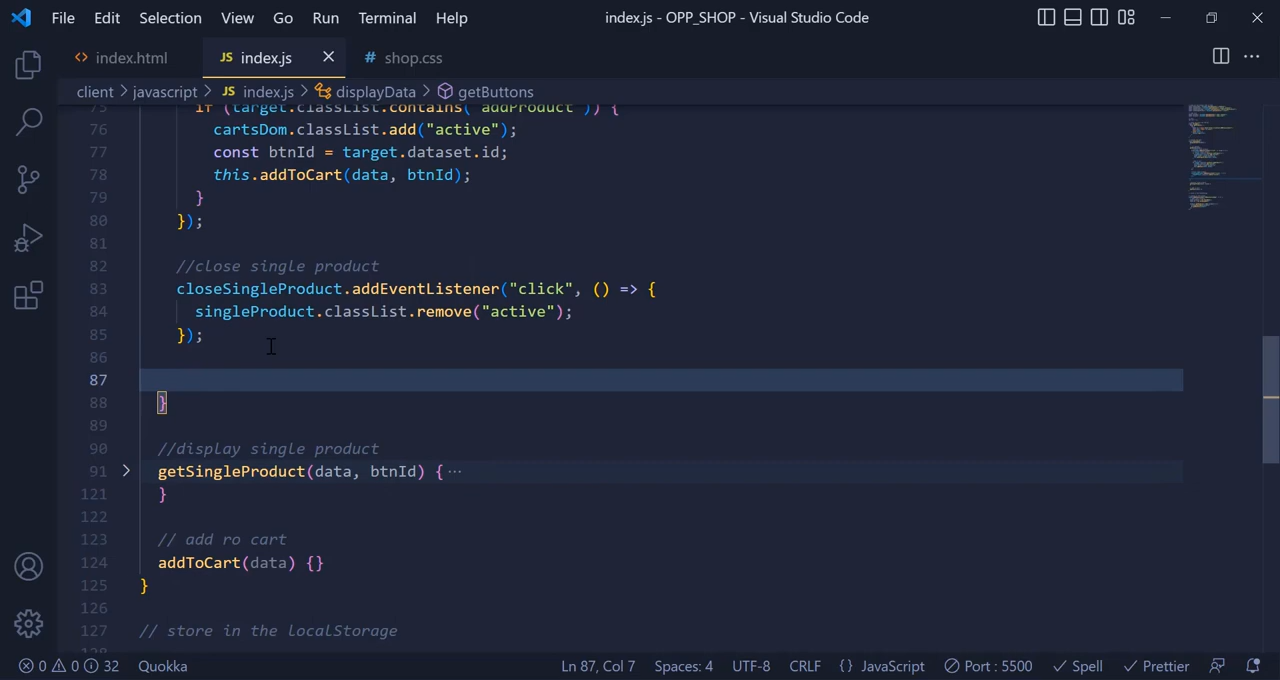 File Edit Selection View Go Run Terminal Help index.js - OPP_SHOP - Visual Studio Code
index.html JS index.js # shop.css
client > javascript > JS index.js > displayData > getButtons
75 if (target.classList.contains("addProduct")) {
76 cartsDom.classList.add("active");
77 const btnId = target.dataset.id;
78 this.addToCart(data, btnId);
79 }
80 });
81
82 //close single product
83 closeSingleProduct.addEventListener("click", () => {
84 singleProduct.classList.remove("active");
85 });
86
87
88 }
89
90 //display single product
91 getSingleProduct(data, btnId) { ···
121 }
122
123 // add ro cart
124 addToCart(data) {}
125 }
126
127 // store in the localStorage
128
0 0 32 Quokka Ln 87, Col 7 Spaces: 4 UTF-8 CRLF {} JavaScript Port : 5500 Spell Prettier